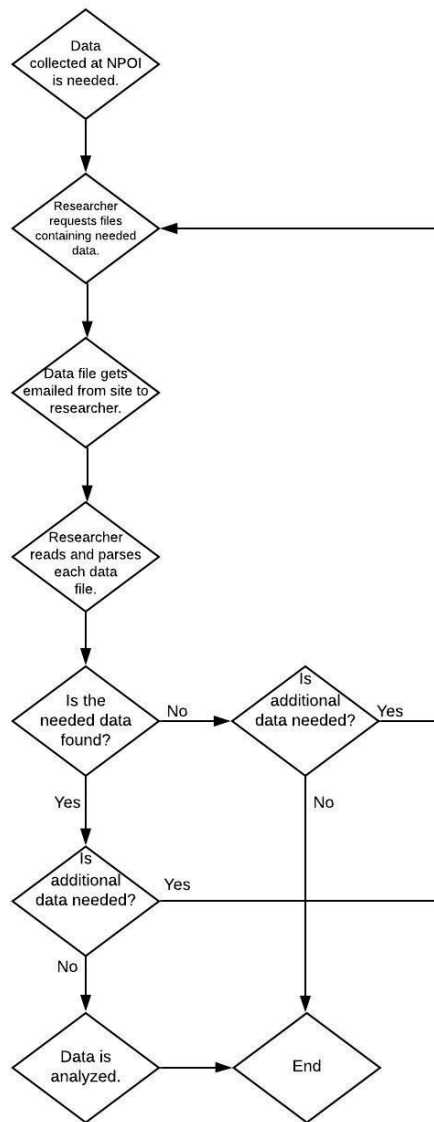 Data
collected at NPOI
is needed.
Researcher
requests files
containing needed
data.
Data file gets
emailed from site to
researcher.
Researcher
reads and parses
each data
file.
Is the
needed data
found?
No
Is
additional
data needed?
Yes
Yes
No
Is
additional
data needed?
Yes
No
Data is
analyzed.
End